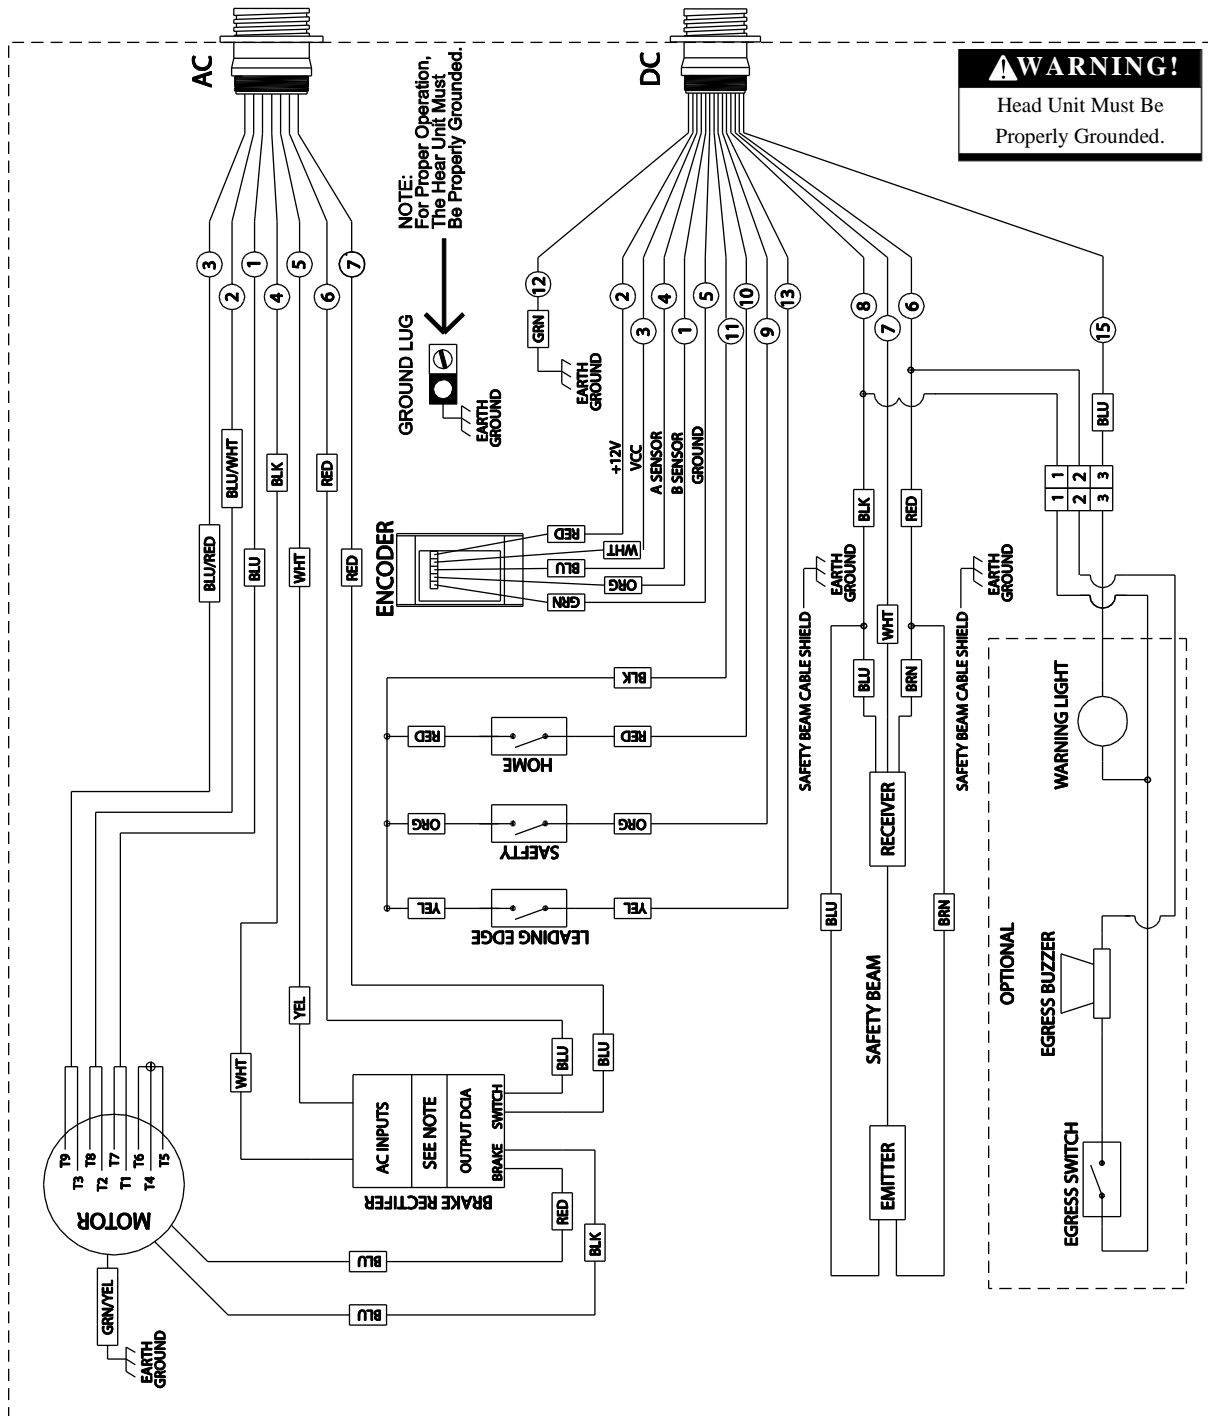 AC
DC
WARNING!
Head Unit Must Be
Properly Grounded.
NOTE:
For Proper Operation,
The Hear Unit Must
Be Properly Grounded.
3
2
1
4
5
6
7
BLU/RED
BLU/WHT
BLU
BLK
WHT
RED
RED
GROUND LUG
EARTH
GROUND
12
GRN
EARTH
GROUND
2
3
4
1
5
11
10
9
13
8
7
6
15
+12V
VCC
A SENSOR
B SENSOR
GROUND
ENCODER
RED
WHT
BLU
ORG
GRN
BLK
RED
RED
HOME
ORG
ORG
SAEFTY
YEL
YEL
LEADING EDGE
BLK
RED
BLU
1 1
2 2
3 3
EARTH
GROUND
SAFETY BEAM CABLE SHIELD
EARTH
GROUND
SAFETY BEAM CABLE SHIELD
BLU
WHT
BRN
RECEIVER
BLU
BRN
SAFETY BEAM
EMITTER
WARNING LIGHT
OPTIONAL
EGRESS BUZZER
EGRESS SWITCH
WHT
YEL
BLU
BLU
AC INPUTS
SEE NOTE
OUTPUT DCIA
BRAKE
SWITCH
BRAKE RECTIFER
RED
BLK
BLU
BLU
T9
T3
T8
T2
T7
T1
T6
T4
T5
MOTOR
GRN/YEL
EARTH
GROUND